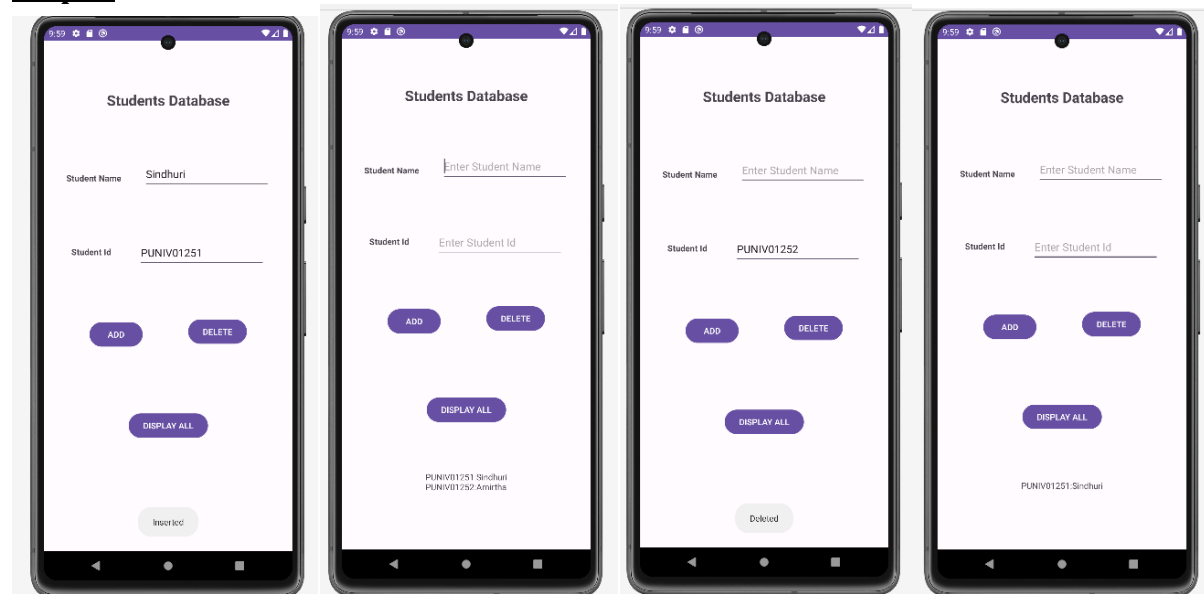 9:59
Students Database
Student Name Sindhuri
Student Id PUNIV01251
ADD DELETE
DISPLAY ALL
Inserted
9:59
Students Database
Student Name Enter Student Name
Student Id Enter Student Id
ADD DELETE
DISPLAY ALL
PUNIV01251:Sindhuri
PUNIV01252:Amirtha
9:59
Students Database
Student Name Enter Student Name
Student Id PUNIV01252
ADD DELETE
DISPLAY ALL
Deleted
9:59
Students Database
Student Name Enter Student Name
Student Id Enter Student Id
ADD DELETE
DISPLAY ALL
PUNIV01251:Sindhuri